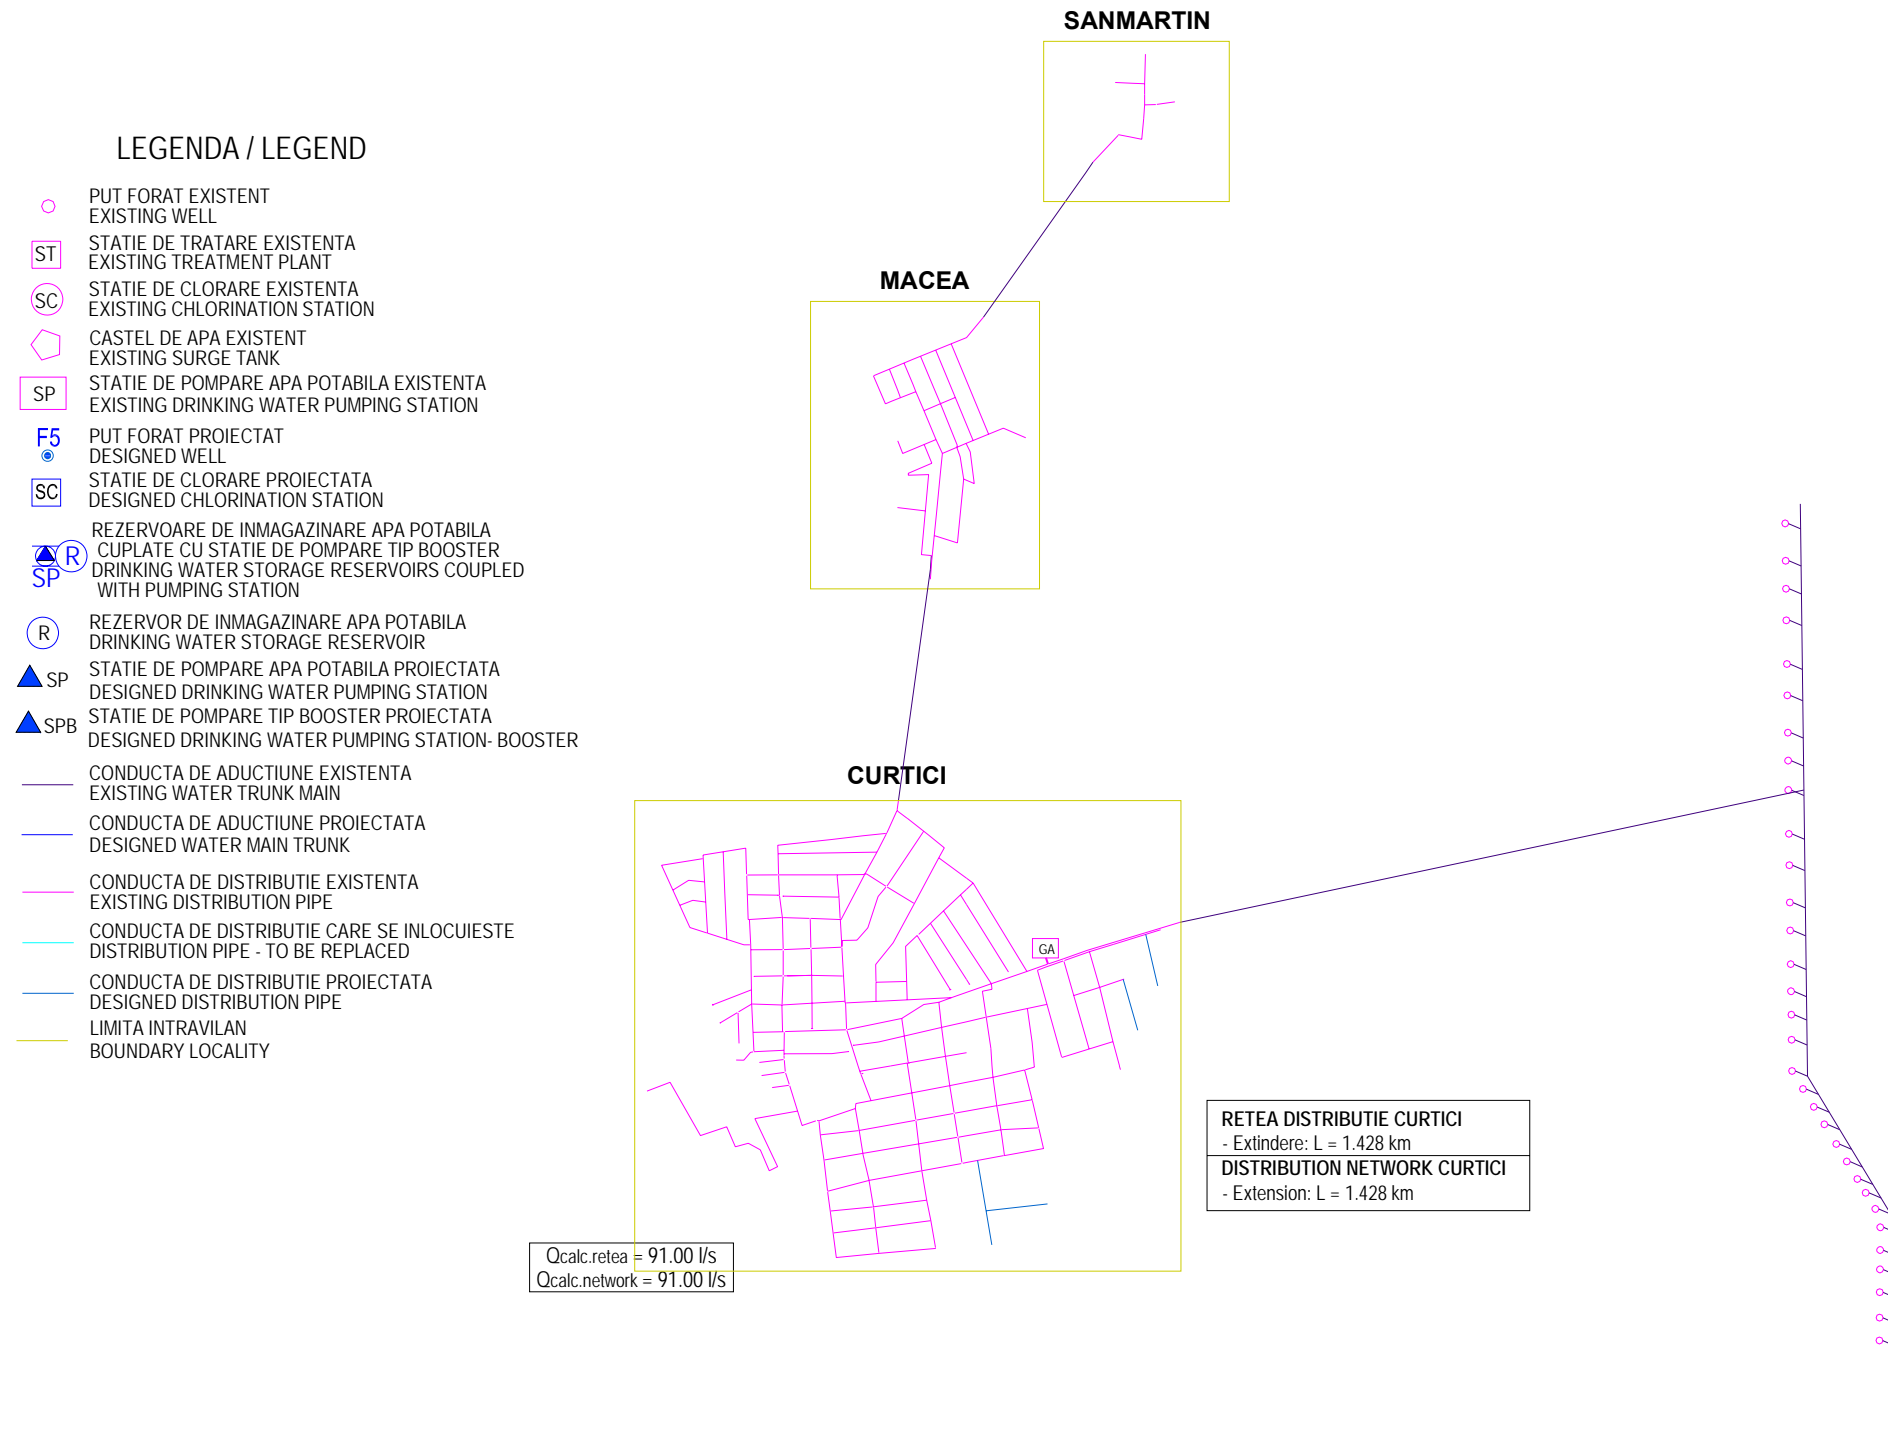 SANMARTIN
LEGENDA / LEGEND
PUT FORAT EXISTENT
EXISTING WELL
ST
STATIE DE TRATARE EXISTENTA
EXISTING TREATMENT PLANT
SC
STATIE DE CLORARE EXISTENTA
EXISTING CHLORINATION STATION
CASTEL DE APA EXISTENT
EXISTING SURGE TANK
SP
STATIE DE POMPARE APA POTABILA EXISTENTA
EXISTING DRINKING WATER PUMPING STATION
F5
PUT FORAT PROIECTAT
DESIGNED WELL
SC
STATIE DE CLORARE PROIECTATA
DESIGNED CHLORINATION STATION
R
SP
REZERVOARE DE INMAGAZINARE APA POTABILA
CUPLATE CU STATIE DE POMPARE TIP BOOSTER
DRINKING WATER STORAGE RESERVOIRS COUPLED
WITH PUMPING STATION
R
REZERVOR DE INMAGAZINARE APA POTABILA
DRINKING WATER STORAGE RESERVOIR
SP
STATIE DE POMPARE APA POTABILA PROIECTATA
DESIGNED DRINKING WATER PUMPING STATION
SPB
STATIE DE POMPARE TIP BOOSTER PROIECTATA
DESIGNED DRINKING WATER PUMPING STATION- BOOSTER
CONDUCTA DE ADUCTIUNE EXISTENTA
EXISTING WATER TRUNK MAIN
CONDUCTA DE ADUCTIUNE PROIECTATA
DESIGNED WATER MAIN TRUNK
CONDUCTA DE DISTRIBUTIE EXISTENTA
EXISTING DISTRIBUTION PIPE
CONDUCTA DE DISTRIBUTIE CARE SE INLOCUIESTE
DISTRIBUTION PIPE - TO BE REPLACED
CONDUCTA DE DISTRIBUTIE PROIECTATA
DESIGNED DISTRIBUTION PIPE
LIMITA INTRAVILAN
BOUNDARY LOCALITY
MACEA
CURTICI
GA
RETEA DISTRIBUTIE CURTICI
- Extindere: L = 1.428 km
DISTRIBUTION NETWORK CURTICI
- Extension: L = 1.428 km
Qcalc.retea = 91.00 l/s
Qcalc.network = 91.00 l/s